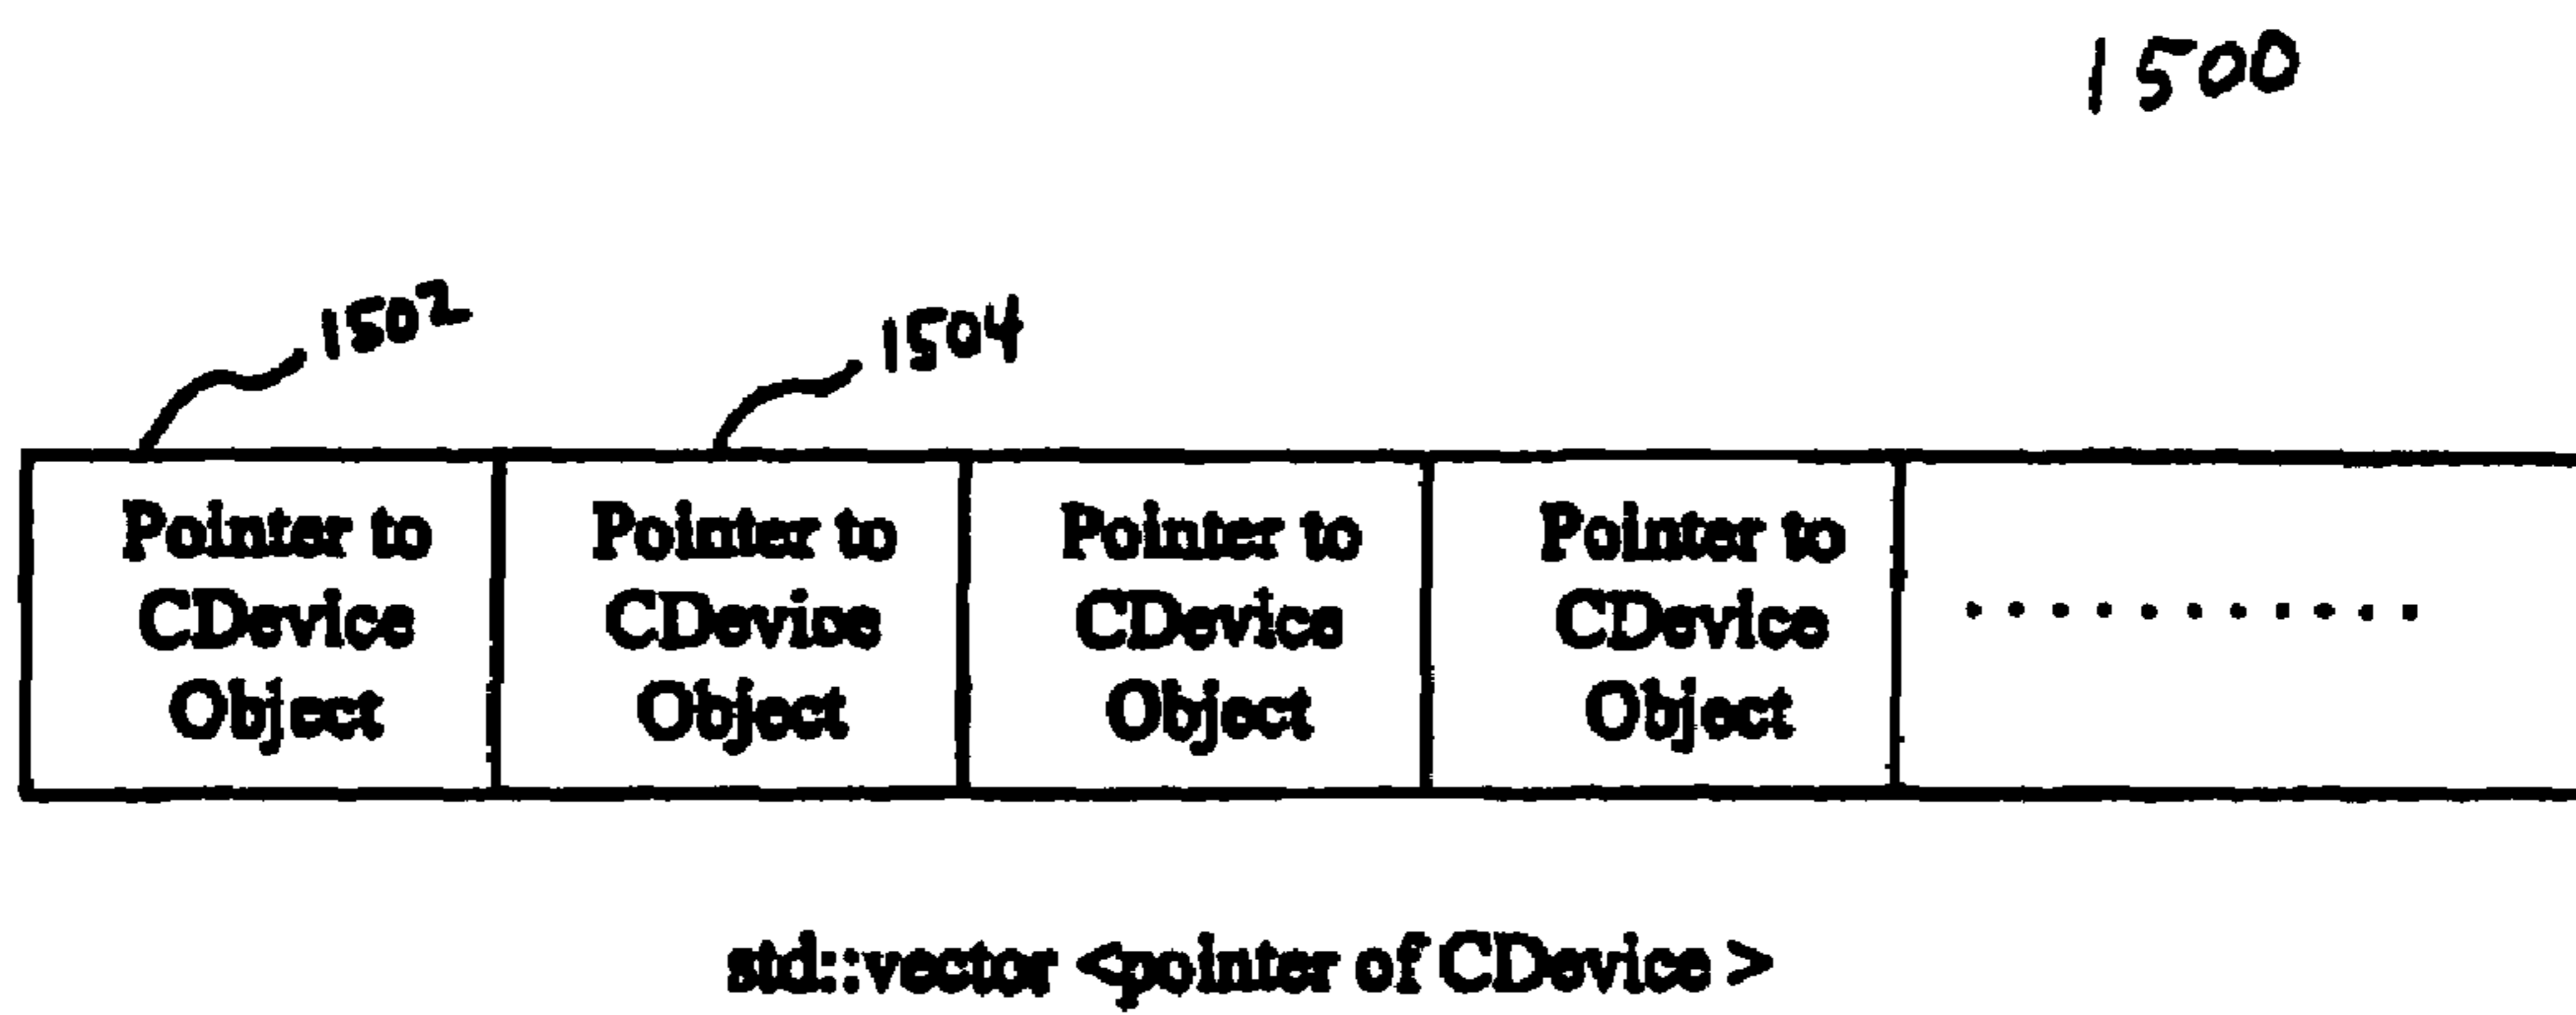 1500
1502
1504
Pointer to
CDevice
Object
Pointer to
CDevice
Object
Pointer to
CDevice
Object
Pointer to
CDevice
Object
...........
std::vector <pointer of CDevice >